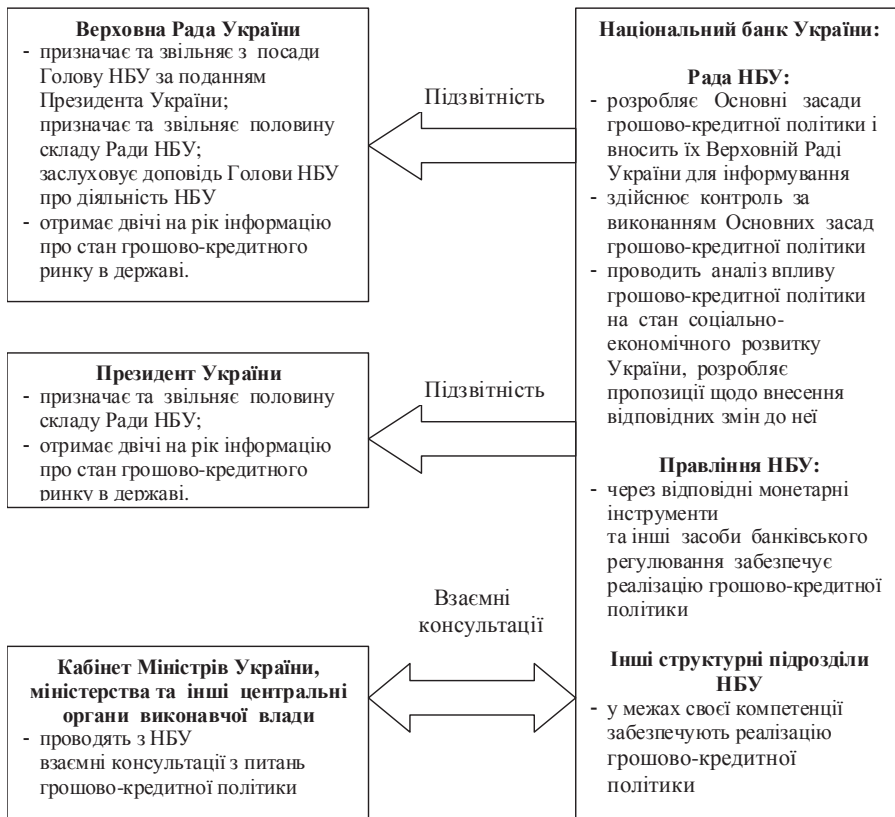 Верховна Рада України
- призначає та звільняє з посади
Голову НБУ за поданням
Президента України;
призначає та звільняє половину
складу Ради НБУ;
заслуховує доповідь Голови НБУ
про діяльність НБУ
- отримає двічі на рік інформацію
про стан грошово-кредитного
ринку в державі.
Підзвітність
Президент України
- призначає та звільняє половину
складу Ради НБУ;
- отримає двічі на рік інформацію
про стан грошово-кредитного
ринку в державі.
Підзвітність
Кабінет Міністрів України,
міністерства та інші центральні
органи виконавчої влади
- проводять з НБУ
взаємні консультації з питань
грошово-кредитної політики
Взаємні
консультації
Національний банк України:
Рада НБУ:
- розробляє Основні засади
грошово-кредитної політики і
вносить їх Верховній Раді
України для інформування
- здійснює контроль за
виконанням Основних засад
грошово-кредитної політики
- проводить аналіз впливу
грошово-кредитної політики
на стан соціально-
економічного розвитку
України, розробляє
пропозиції щодо внесення
відповідних змін до неї
Правління НБУ:
- через відповідні монетарні
інструменти
та інші засоби банківського
регулювання забезпечує
реалізацію грошово-кредитної
політики
Інші структурні підрозділи
НБУ
- у межах своєї компетенції
забезпечують реалізацію
грошово-кредитної
політики